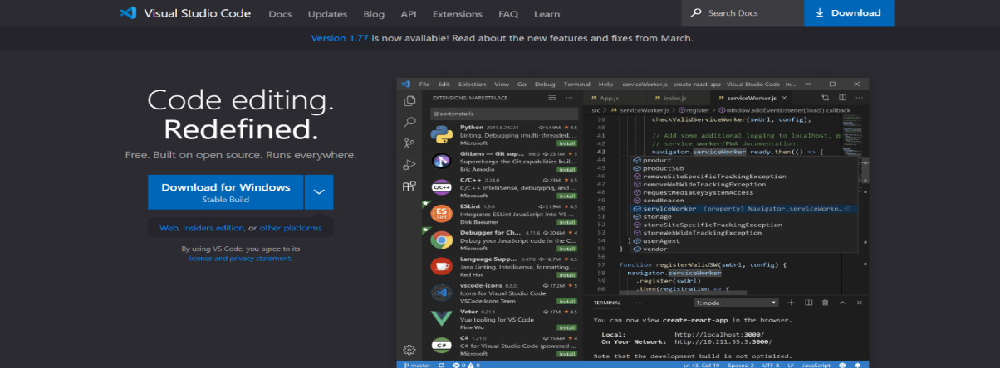 Visual Studio Code Docs Updates Blog API Extensions FAQ Learn Search Docs Download
Version 1.77 is now available! Read about the new features and fixes from March.
Code editing.
Redefined.
Free. Built on open source. Runs everywhere.
Download for Windows
Stable Build
Web, Insiders edition, or other platforms
By using VS Code, you agree to its
license and privacy statement.
File Edit Selection View Go Debug Terminal Help serviceWorker.js - create-react-app - Visual Studio Code - In...
EXTENSIONS: MARKETPLACE
@sort:installs
Python 2019.6.24221 54.9M 4.5
Linting, Debugging (multi-threaded, ...
Microsoft Install
GitLens — Git sup... 9.8.5 23.1M 5
Supercharge the Git capabilities buil...
Eric Amodio Install
C/C++ 0.24.0 23M 3.5
C/C++ IntelliSense, debugging, and ...
Microsoft Install
ESLint 1.9.0 21.9M 4.5
Integrates ESLint JavaScript into VS ...
Dirk Baeumer Install
Debugger for Ch... 4.11.6 20.6M 4
Debug your JavaScript code in the C...
Microsoft Install
Language Supp... 0.47.0 18.7M 4.5
Java Linting, Intellisense, formatting, ...
Red Hat Install
vscode-icons 8.8.0 17.2M 5
Icons for Visual Studio Code
VSCode Icons Team Install
Vetur 0.21.1 17M 4.5
Vue tooling for VS Code
Pine Wu Install
C# 1.21.0 15.6M 4
C# for Visual Studio Code (powered ...
Microsoft Install
JS App.js JS index.js JS serviceWorker.js
src > JS serviceWorker.js > register > window.addEventListener('load') callback
39 checkValidServiceWorker(swUrl, config);
40
41 // Add some additional logging to localhost, p
42 // service worker/PWA documentation.
43 navigator.serviceWorker.ready.then(() => {
44 product
45 productSub
46 removeSiteSpecificTrackingException
47 removeWebWideTrackingException
48 requestMediaKeySystemAccess
49 sendBeacon
50 serviceWorker (property) Navigator.serviceWorke...
51 storage
52 storeSiteSpecificTrackingException
53 storeWebWideTrackingException
54 } userAgent
55 } vendor
56
57 function registerValidSW(swUrl, config) {
58 navigator.serviceWorker
59 .register(swUrl)
60 .then(registration => {
TERMINAL ... 1: node
You can now view create-react-app in the browser.
Local: http://localhost:3000/
On Your Network: http://10.211.55.3:3000/
Note that the development build is not optimized.
master 0 0 Ln 43, Col 19 Spaces: 2 UTF-8 LF JavaScript